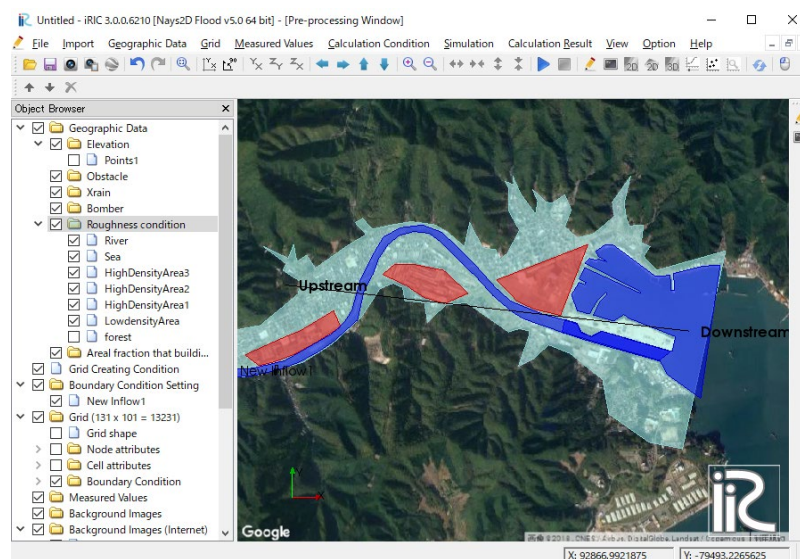 Untitled - iRIC 3.0.0.6210 [Nays2D Flood v5.0 64 bit] - [Pre-processing Window]
File Import Geographic Data Grid Measured Values Calculation Condition Simulation Calculation Result View Option Help
Object Browser
Geographic Data
Elevation
Points1
Obstacle
Xrain
Bomber
Roughness condition
River
Sea
HighDensityArea3
HighDensityArea2
HighDensityArea1
LowdensityArea
forest
Areal fraction that buildi...
Grid Creating Condition
Boundary Condition Setting
New Inflow1
Grid (131 x 101 = 13231)
Grid shape
Node attributes
Cell attributes
Boundary Condition
Measured Values
Background Images
Background Images (Internet)
Upstream
Downstream
New Inflow1
Google
iRIC
X: 92866.9921875 Y: -79493.2265625